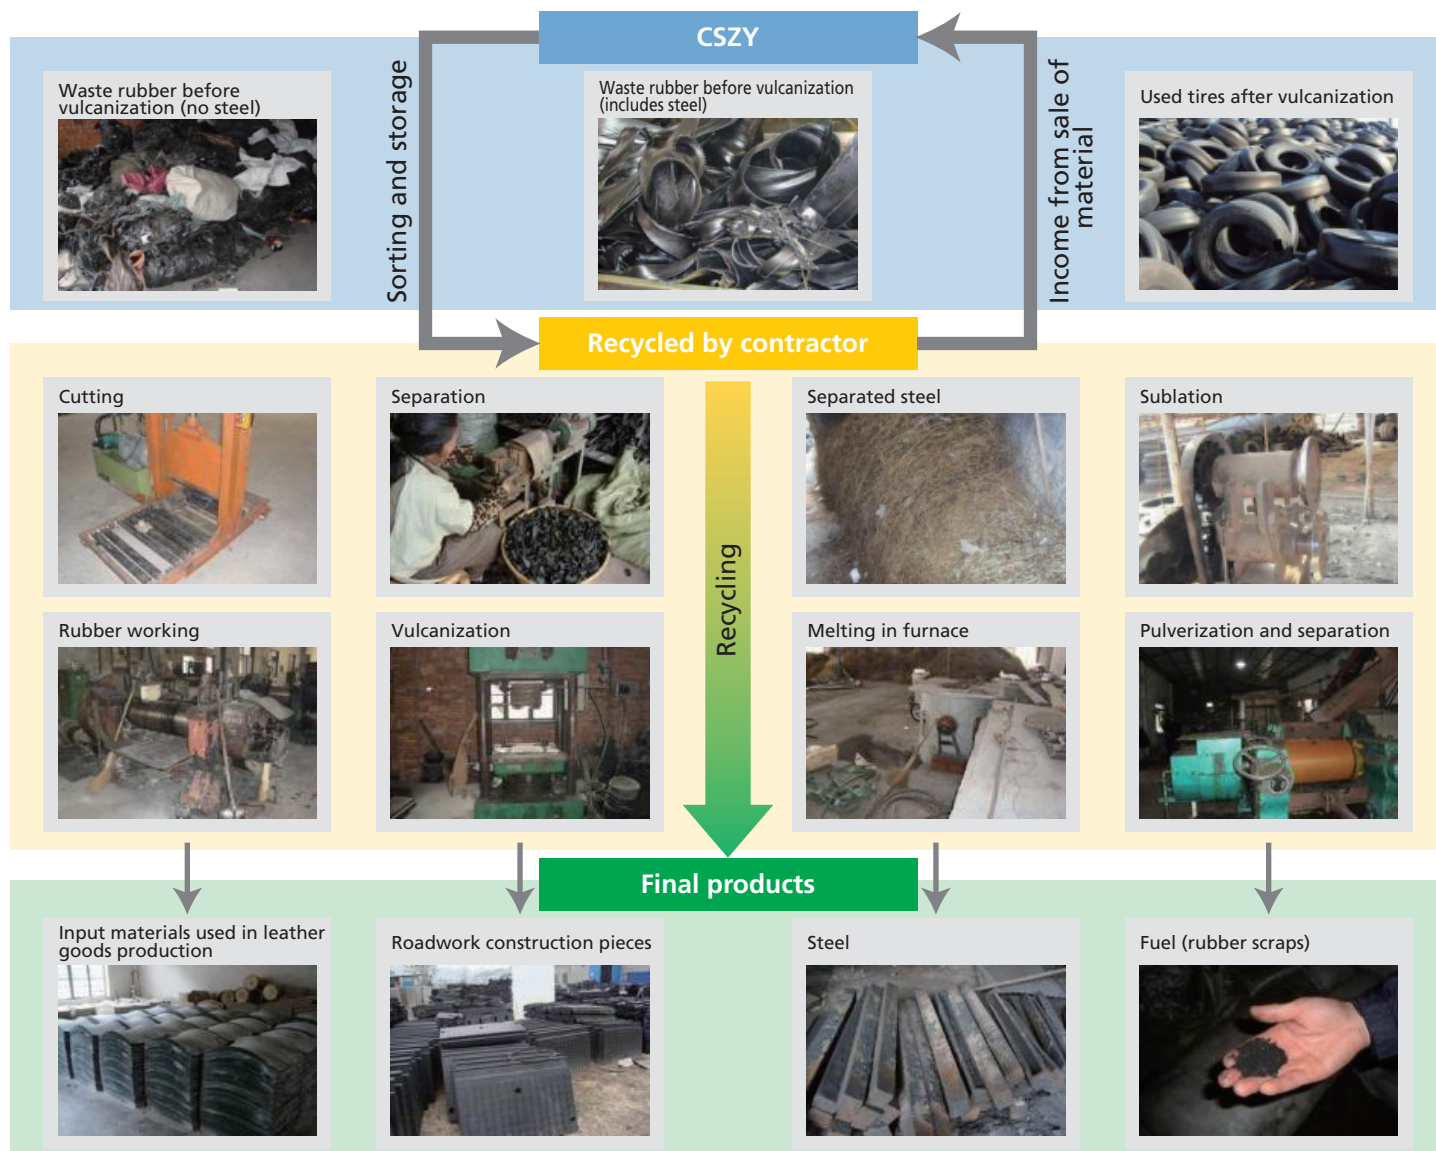 CSZY
Waste rubber before
vulcanization (no steel)
Sorting and storage
Waste rubber before vulcanization
(includes steel)
Income from sale of
material
Used tires after vulcanization
Recycled by contractor
Cutting
Separation
Separated steel
Sublation
Recycling
Rubber working
Vulcanization
Melting in furnace
Pulverization and separation
Final products
Input materials used in leather
goods production
Roadwork construction pieces
Steel
Fuel (rubber scraps)